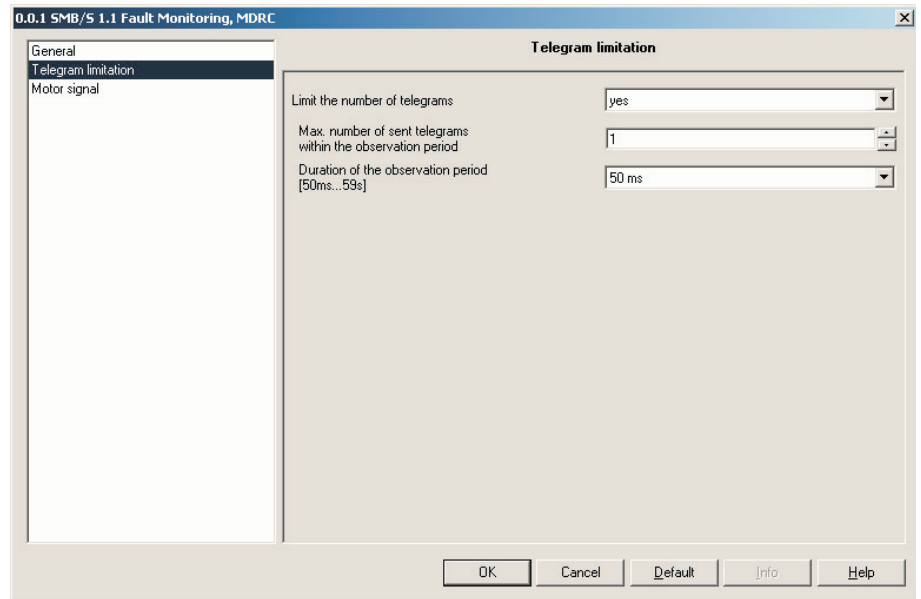 0.0.1 SMB/S 1.1 Fault Monitoring, MDRC
General
Telegram limitation
Motor signal
Telegram limitation
Limit the number of telegrams
yes
Max. number of sent telegrams
within the observation period
1
Duration of the observation period
[50ms...59s]
50 ms
OK
Cancel
Default
Info
Help